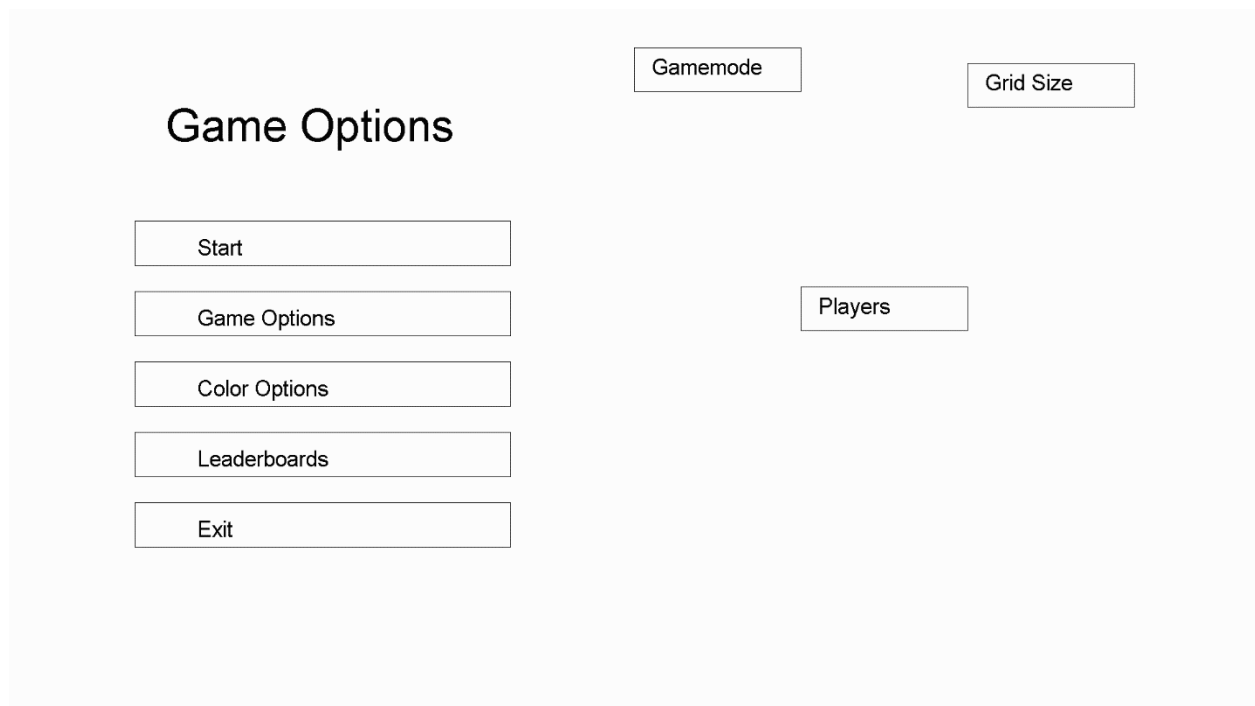 Game Options
Start
Game Options
Color Options
Leaderboards
Exit
Gamemode
Grid Size
Players